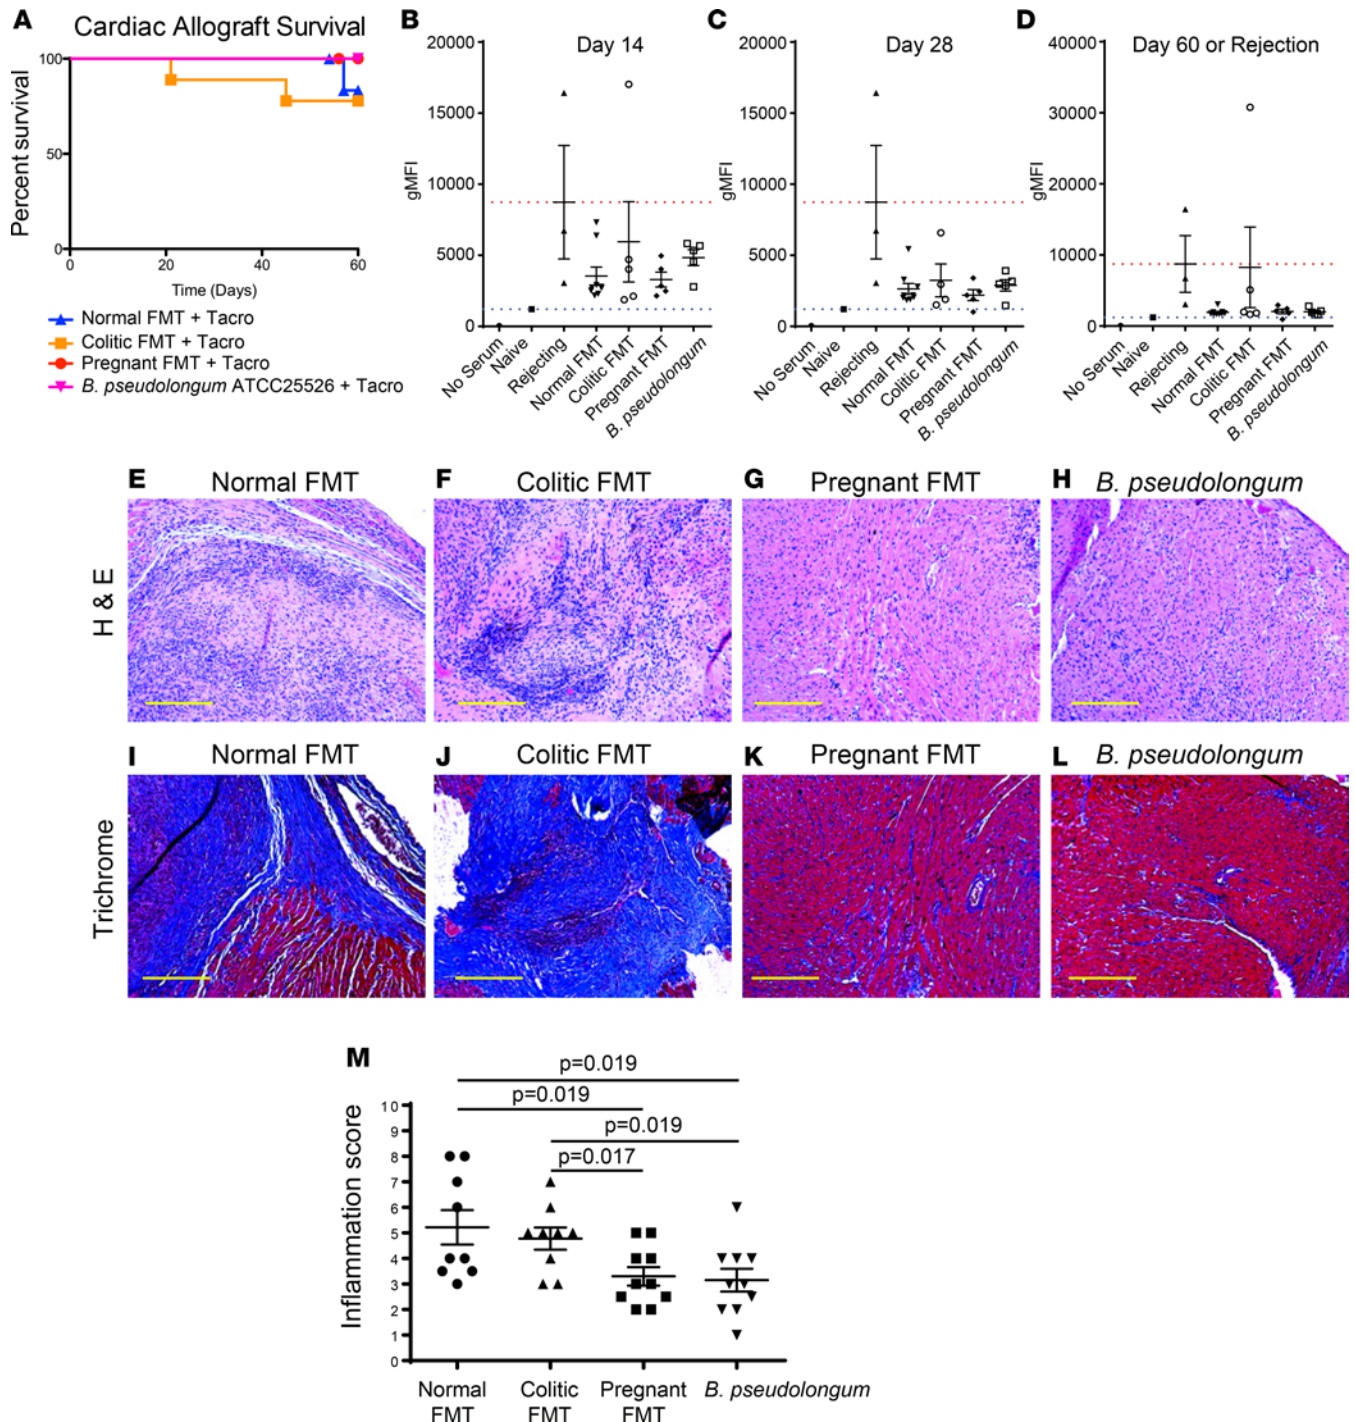 A
Cardiac Allograft Survival
Percent survival
100
50
0
0 20 40 60
Time (Days)
Normal FMT + Tacro
Colitic FMT + Tacro
Pregnant FMT + Tacro
B. pseudolongum ATCC25526 + Tacro
B
Day 14
gMFI
20000
15000
10000
5000
0
No Serum
Naive
Rejecting
Normal FMT
Colitic FMT
Pregnant FMT
B. pseudolongum
C
Day 28
gMFI
20000
15000
10000
5000
0
No Serum
Naive
Rejecting
Normal FMT
Colitic FMT
Pregnant FMT
B. pseudolongum
D
Day 60 or Rejection
gMFI
40000
30000
20000
10000
0
No Serum
Naive
Rejecting
Normal FMT
Colitic FMT
Pregnant FMT
B. pseudolongum
H & E
E Normal FMT
F Colitic FMT
G Pregnant FMT
H B. pseudolongum
Trichrome
I Normal FMT
J Colitic FMT
K Pregnant FMT
L B. pseudolongum
M
p=0.019
p=0.019
p=0.019
p=0.017
Inflammation score
10
9
8
7
6
5
4
3
2
1
0
Normal FMT
Colitic FMT
Pregnant FMT
B. pseudolongum